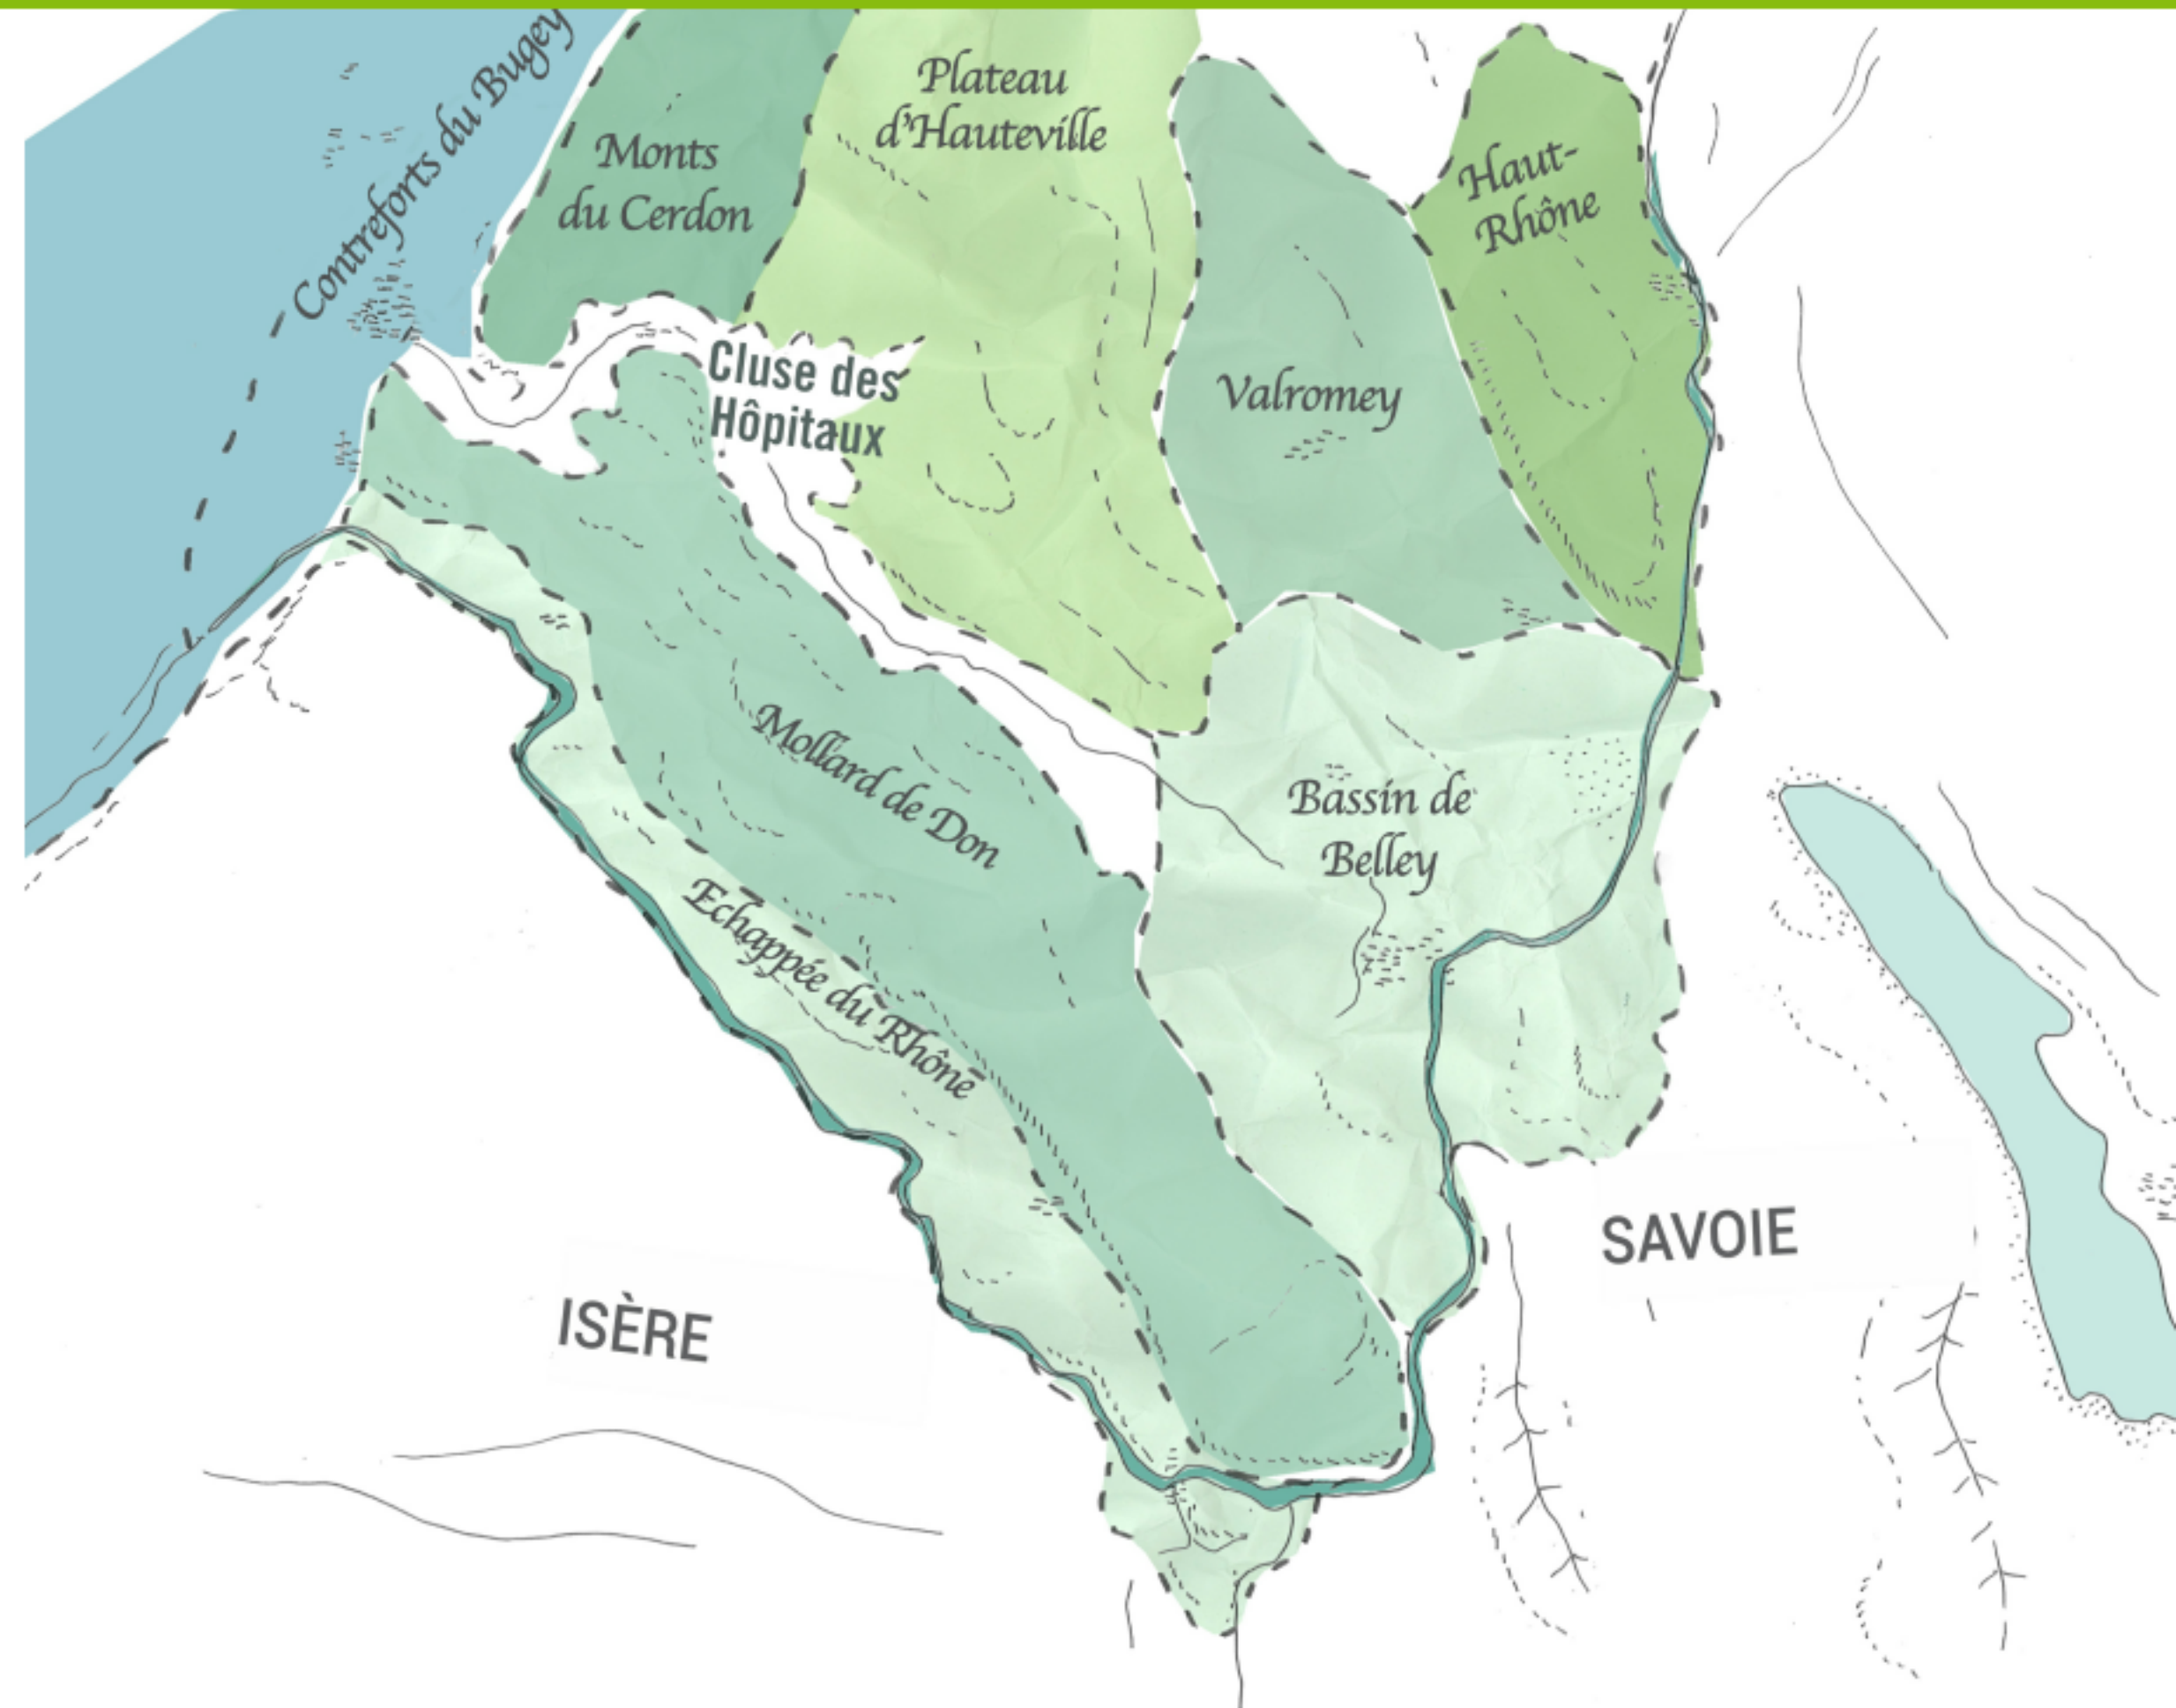 Contreforts du Bugey
Plateau
d'Hauteville
Monts
du Cerdon
Haut-
Rhône
Cluse des
Hôpitaux
Valromey
Mollard de Don
Bassin de
Belley
Echappée du Rhône
SAVOIE
ISÈRE